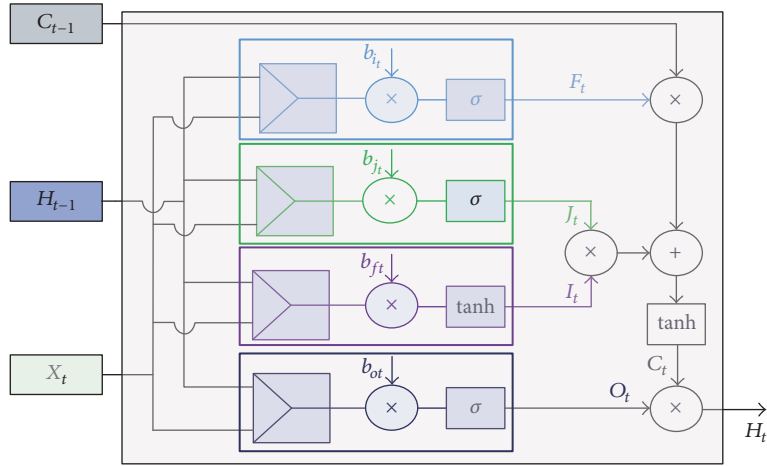 C_{t−1}
b_{i_t}
× σ F_t ×
b_{j_t}
H_{t−1} × σ J_t
× +
b_{ft}
× tanh I_t
tanh
X_t b_{ot} C_t
× σ O_t ×
H_t